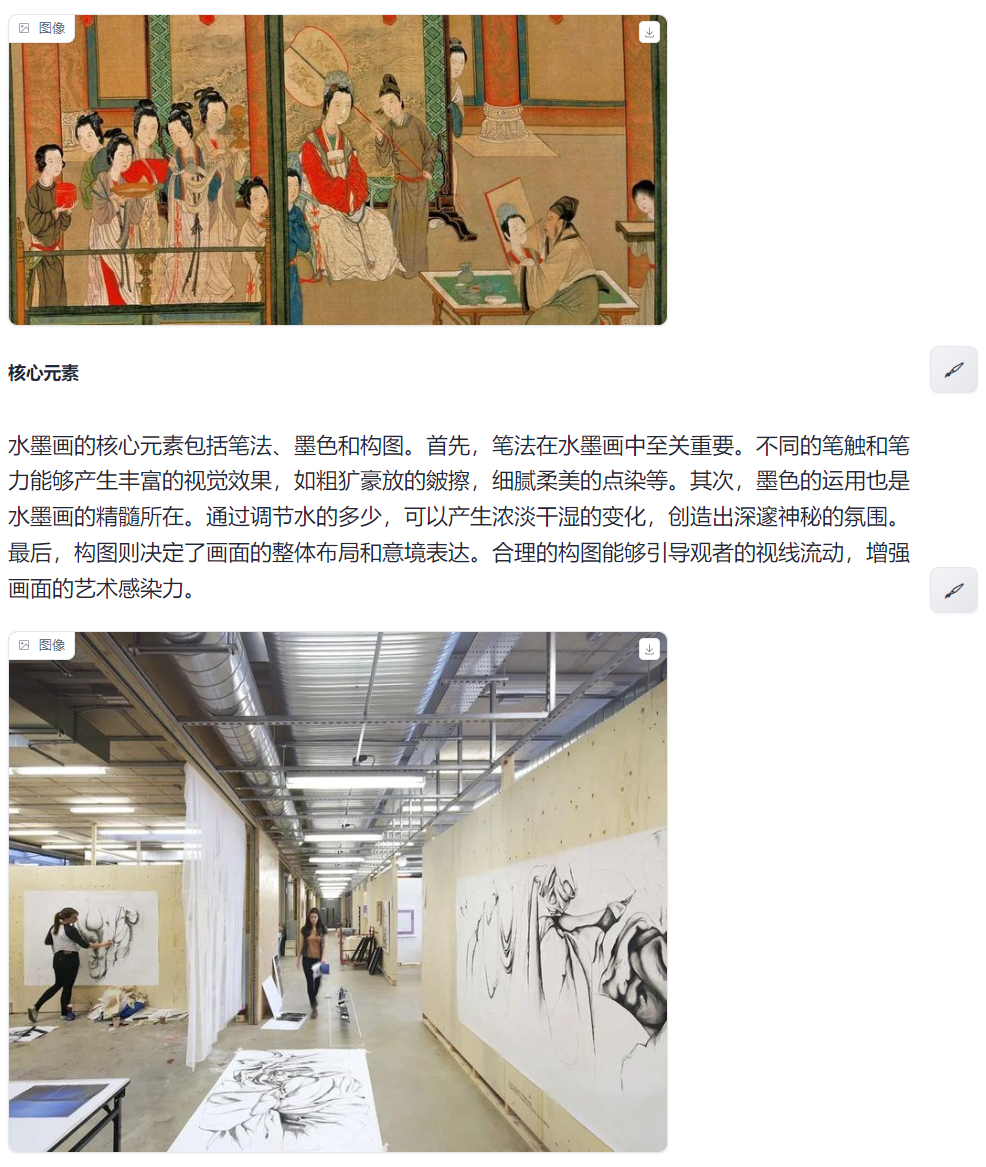 图像
核心元素
水墨画的核心元素包括笔法、墨色和构图。首先，笔法在水墨画中至关重要。不同的笔触和笔
力能够产生丰富的视觉效果，如粗犷豪放的皴擦，细腻柔美的点染等。其次，墨色的运用也是
水墨画的精髓所在。通过调节水的多少，可以产生浓淡干湿的变化，创造出深邃神秘的氛围。
最后，构图则决定了画面的整体布局和意境表达。合理的构图能够引导观者的视线流动，增强
画面的艺术感染力。
图像